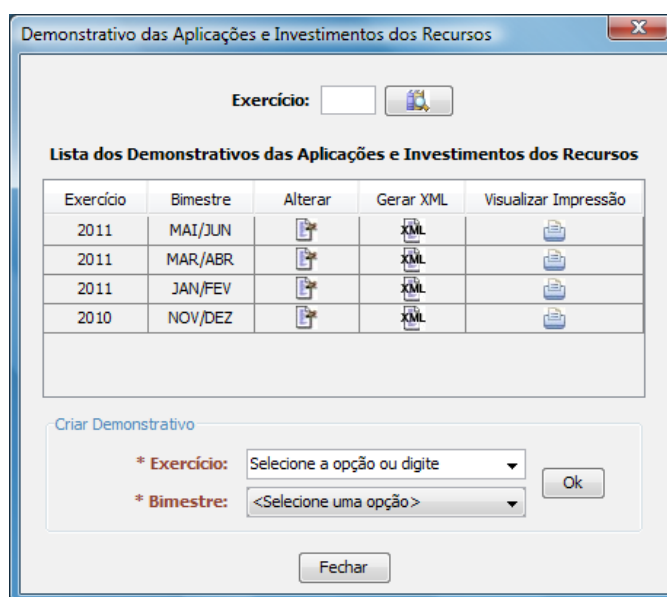 Demonstrativo das Aplicações e Investimentos dos Recursos
X
Exercício:
Lista dos Demonstrativos das Aplicações e Investimentos dos Recursos
Exercício Bimestre Alterar Gerar XML Visualizar Impressão
2011 MAI/JUN XML
2011 MAR/ABR XML
2011 JAN/FEV XML
2010 NOV/DEZ XML
Criar Demonstrativo
* Exercício: Selecione a opção ou digite
Ok
* Bimestre: <Selecione uma opção>
Fechar